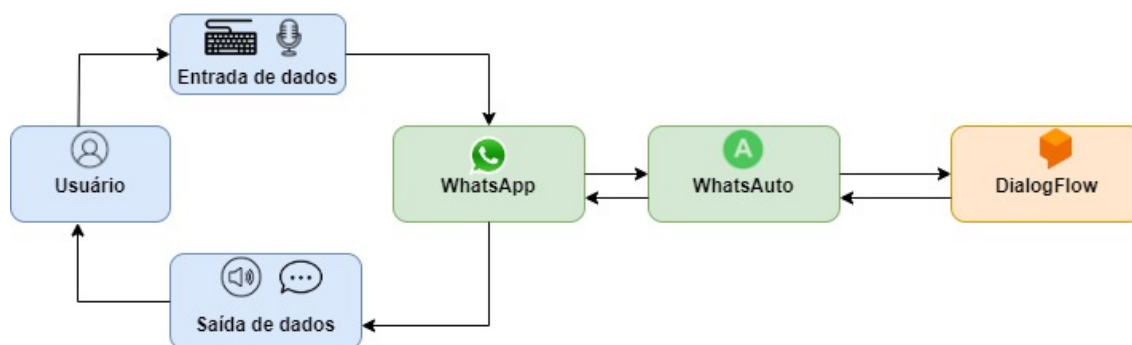 Entrada de dados
Usuário
WhatsApp
A
WhatsAuto
DialogFlow
Saída de dados